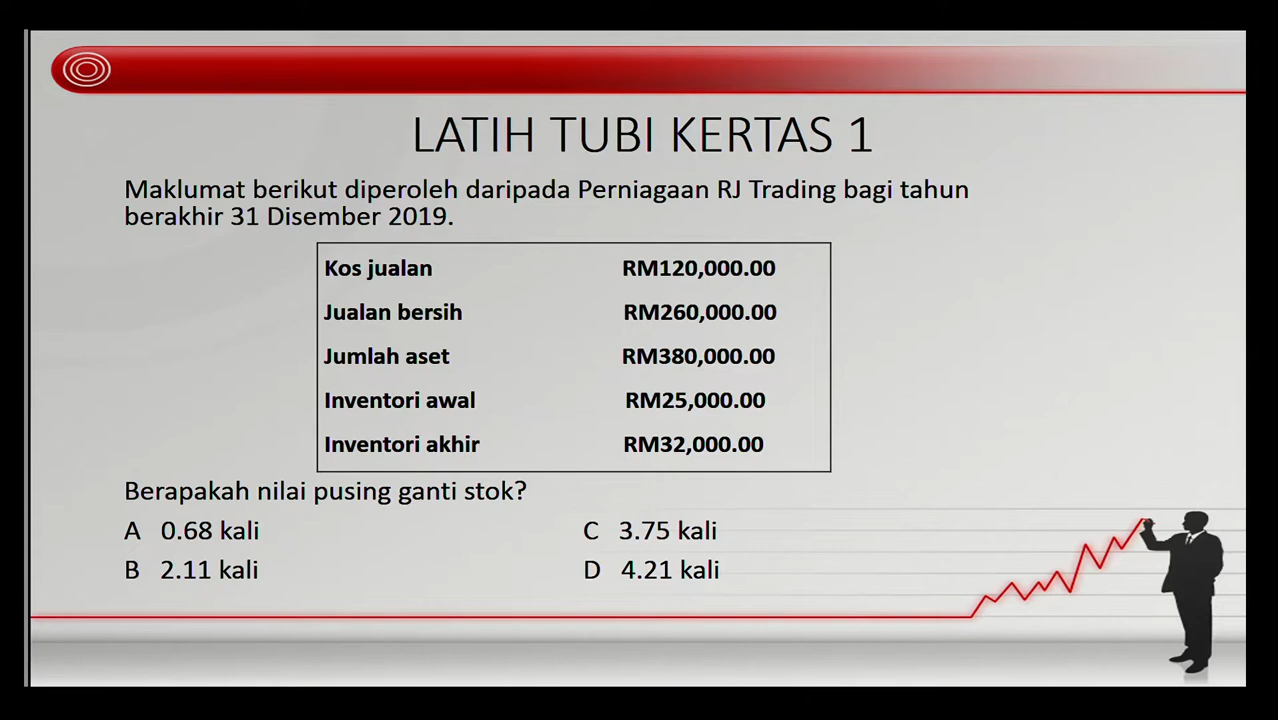 LATIH TUBI KERTAS 1
Maklumat berikut diperoleh daripada Perniagaan RJ Trading bagi tahun
berakhir 31 Disember 2019.
Kos jualan RM120,000.00
Jualan bersih RM260,000.00
Jumlah aset RM380,000.00
Inventori awal RM25,000.00
Inventori akhir RM32,000.00
Berapakah nilai pusing ganti stok?
A 0.68 kali C 3.75 kali
B 2.11 kali D 4.21 kali